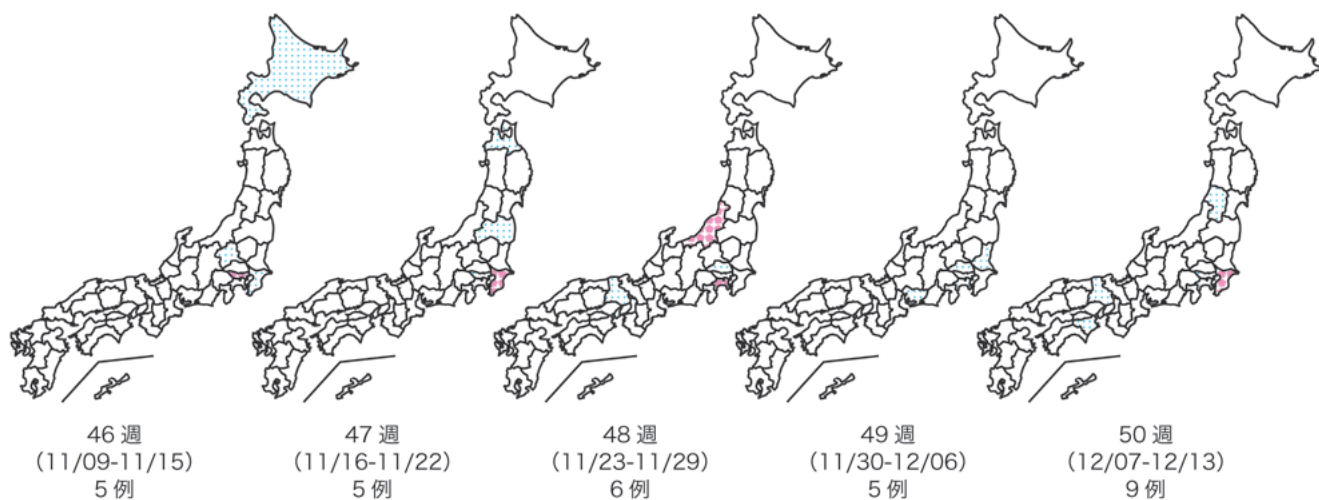 46 週
(11/09-11/15)
5 例
47 週
(11/16-11/22)
5 例
48 週
(11/23-11/29)
6 例
49 週
(11/30-12/06)
5 例
50 週
(12/07-12/13)
9 例